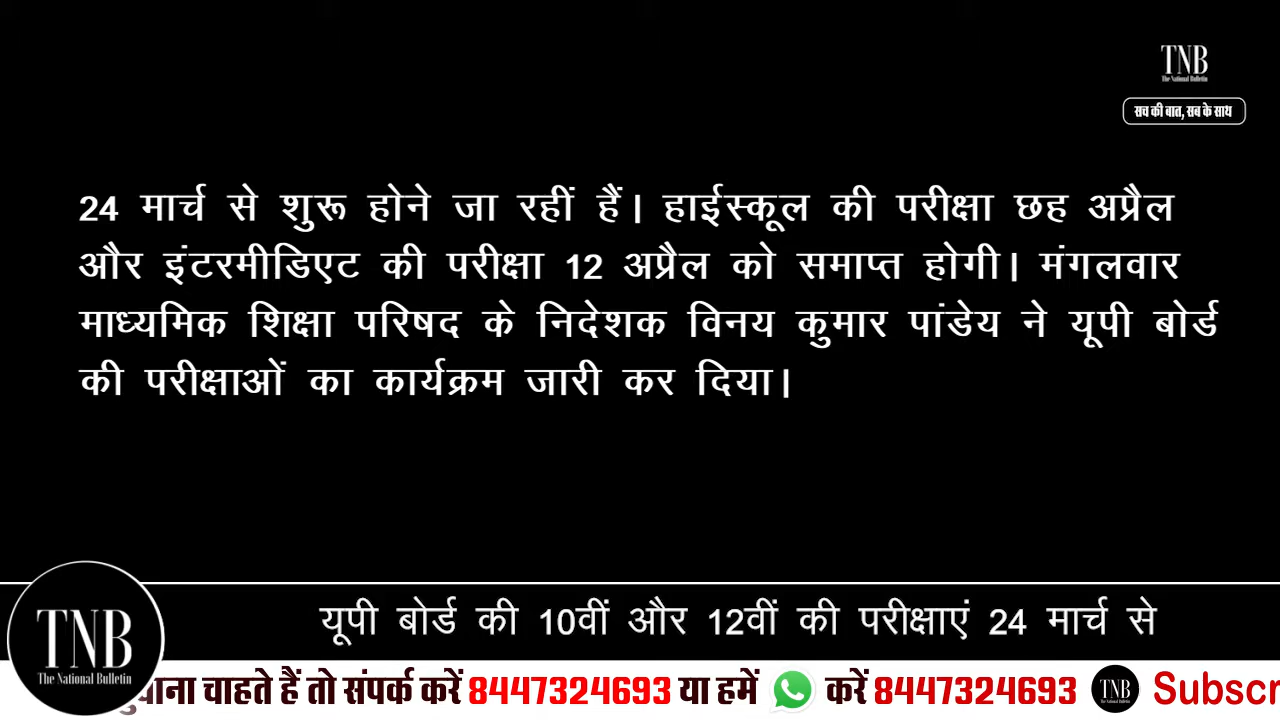 TNB
The National Bulletin
सच की बात, सब के साथ
24 मार्च से शुरू होने जा रहीं हैं। हाईस्कूल की परीक्षा छह अप्रैल
और इंटरमीडिएट की परीक्षा 12 अप्रैल को समाप्त होगी। मंगलवार
माध्यमिक शिक्षा परिषद के निदेशक विनय कुमार पांडेय ने यूपी बोर्ड
की परीक्षाओं का कार्यक्रम जारी कर दिया।
यूपी बोर्ड की 10वीं और 12वीं की परीक्षाएं 24 मार्च से
TNB
The National Bulletin
चाहते हैं तो संपर्क करें 8447324693 या हमें करें 8447324693 TNB Subscr